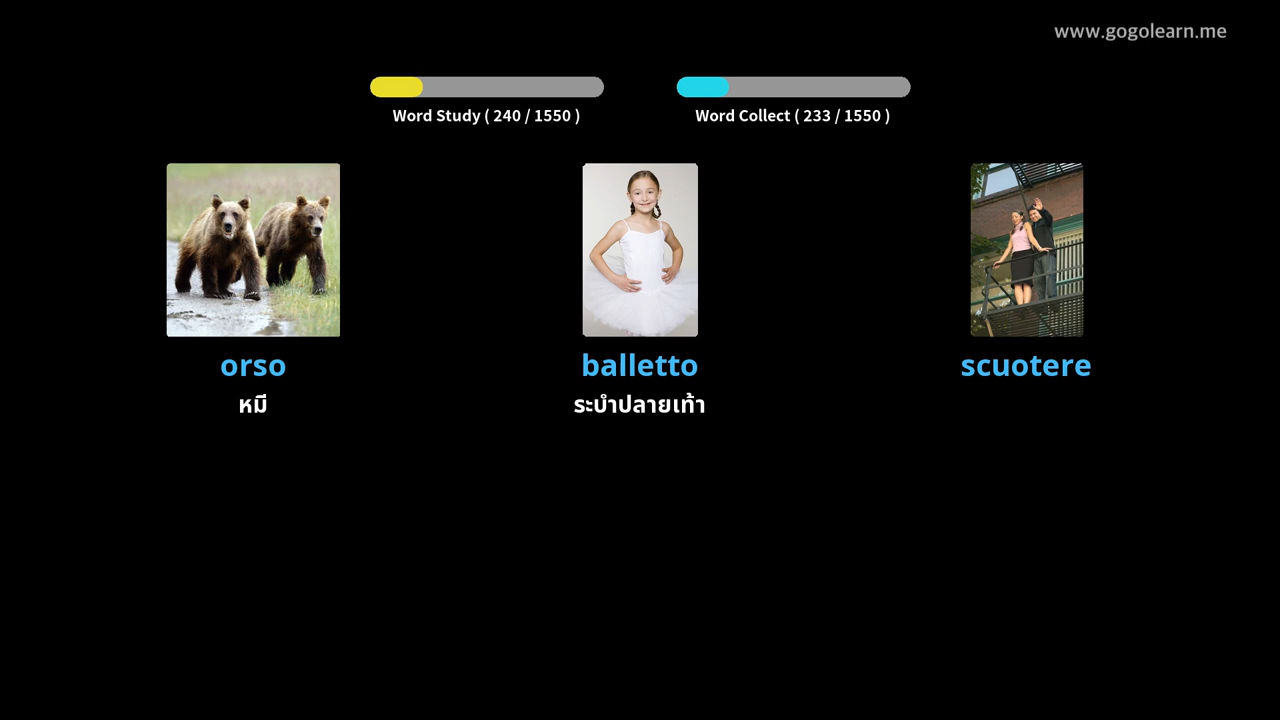 www.gogolearn.me
Word Study ( 240 / 1550 )
Word Collect ( 233 / 1550 )
orso
balletto
scuotere
หมี
ระบำปลายเท้า